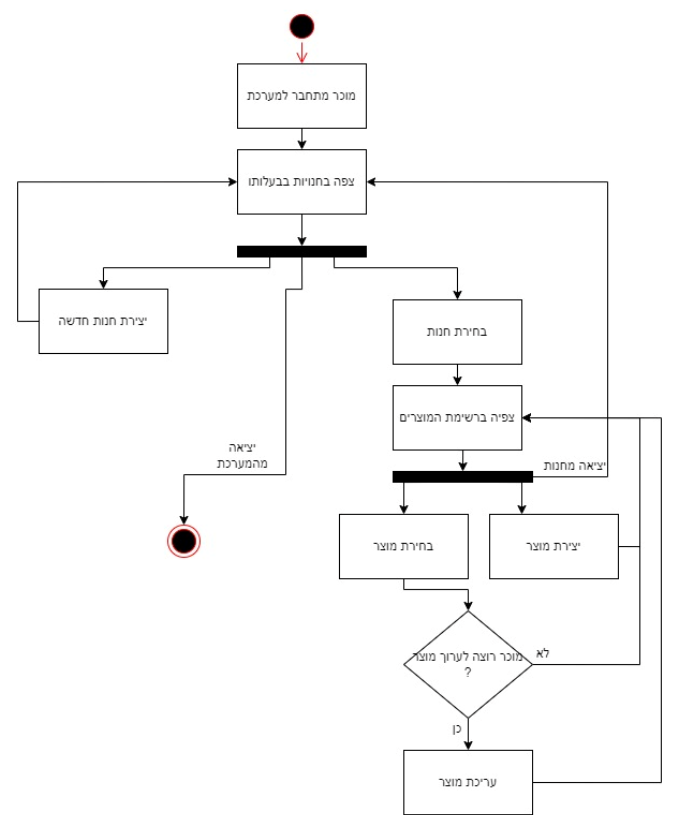 מוכר מתחבר למערכת
צפה בחנויות בבעלותו
יצירת חנות חדשה
בחירת חנות
צפיה ברשימת המוצרים
יציאה
מהמערכת
יציאה מחנות
בחירת מוצר
יצירת מוצר
מוכר רוצה לערוך מוצר
?
לא
כן
עריכת מוצר